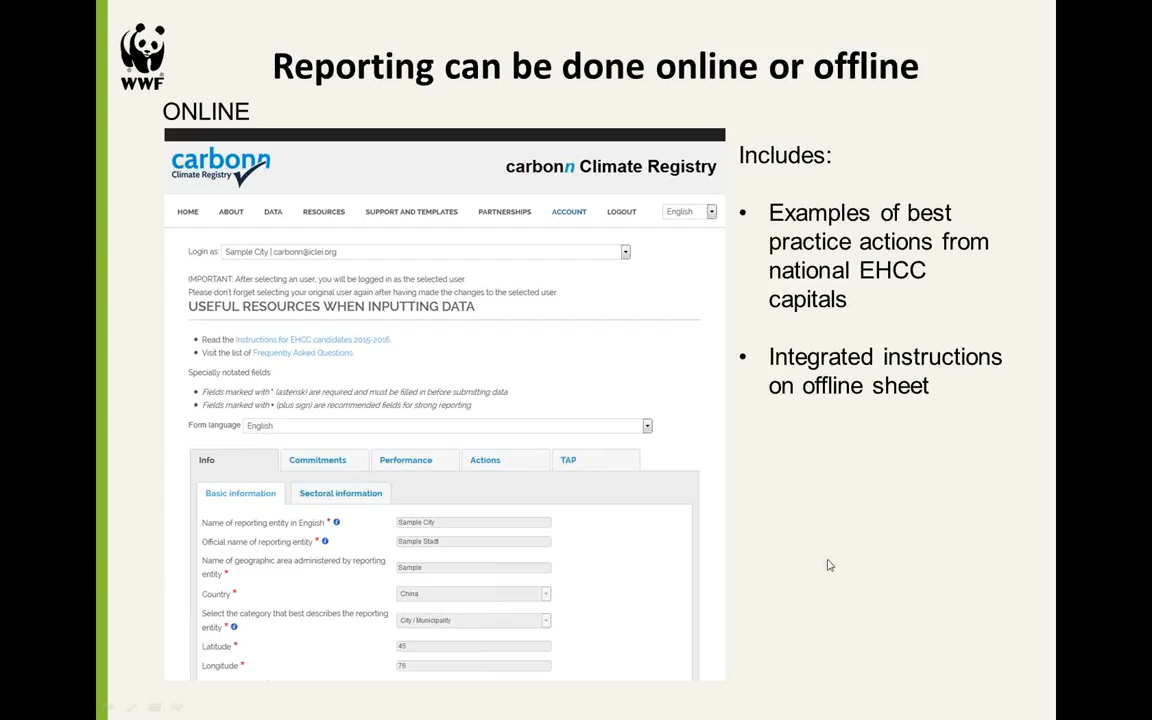 WWF
Reporting can be done online or offline
ONLINE
carbonn
Climate Registry
carbonn Climate Registry
HOME ABOUT DATA RESOURCES SUPPORT AND TEMPLATES PARTNERSHIPS ACCOUNT LOGOUT English
Login as: Sample City | carbonn@iclei.org
IMPORTANT: After selecting an user, you will be logged in as the selected user.
Please don't forget selecting your original user again after having made the changes to the selected user
USEFUL RESOURCES WHEN INPUTTING DATA
• Read the Instructions for EHCC candidates 2015-2016.
• Visit the list of Frequently Asked Questions.
Specially notated fields:
• Fields marked with * (asterisk) are required and must be filled in before submitting data
• Fields marked with + (plus sign) are recommended fields for strong reporting
Form language English
Info Commitments Performance Actions TAP
Basic information Sectoral information
Name of reporting entity in English * Sample City
Official name of reporting entity * Sample Stadt
Name of geographic area administered by reporting
entity * Sample
Country * China
Select the category that best describes the reporting
entity * City / Municipality
Latitude * 45
Longitude * 76
Includes:
• Examples of best
practice actions from
national EHCC
capitals
• Integrated instructions
on offline sheet